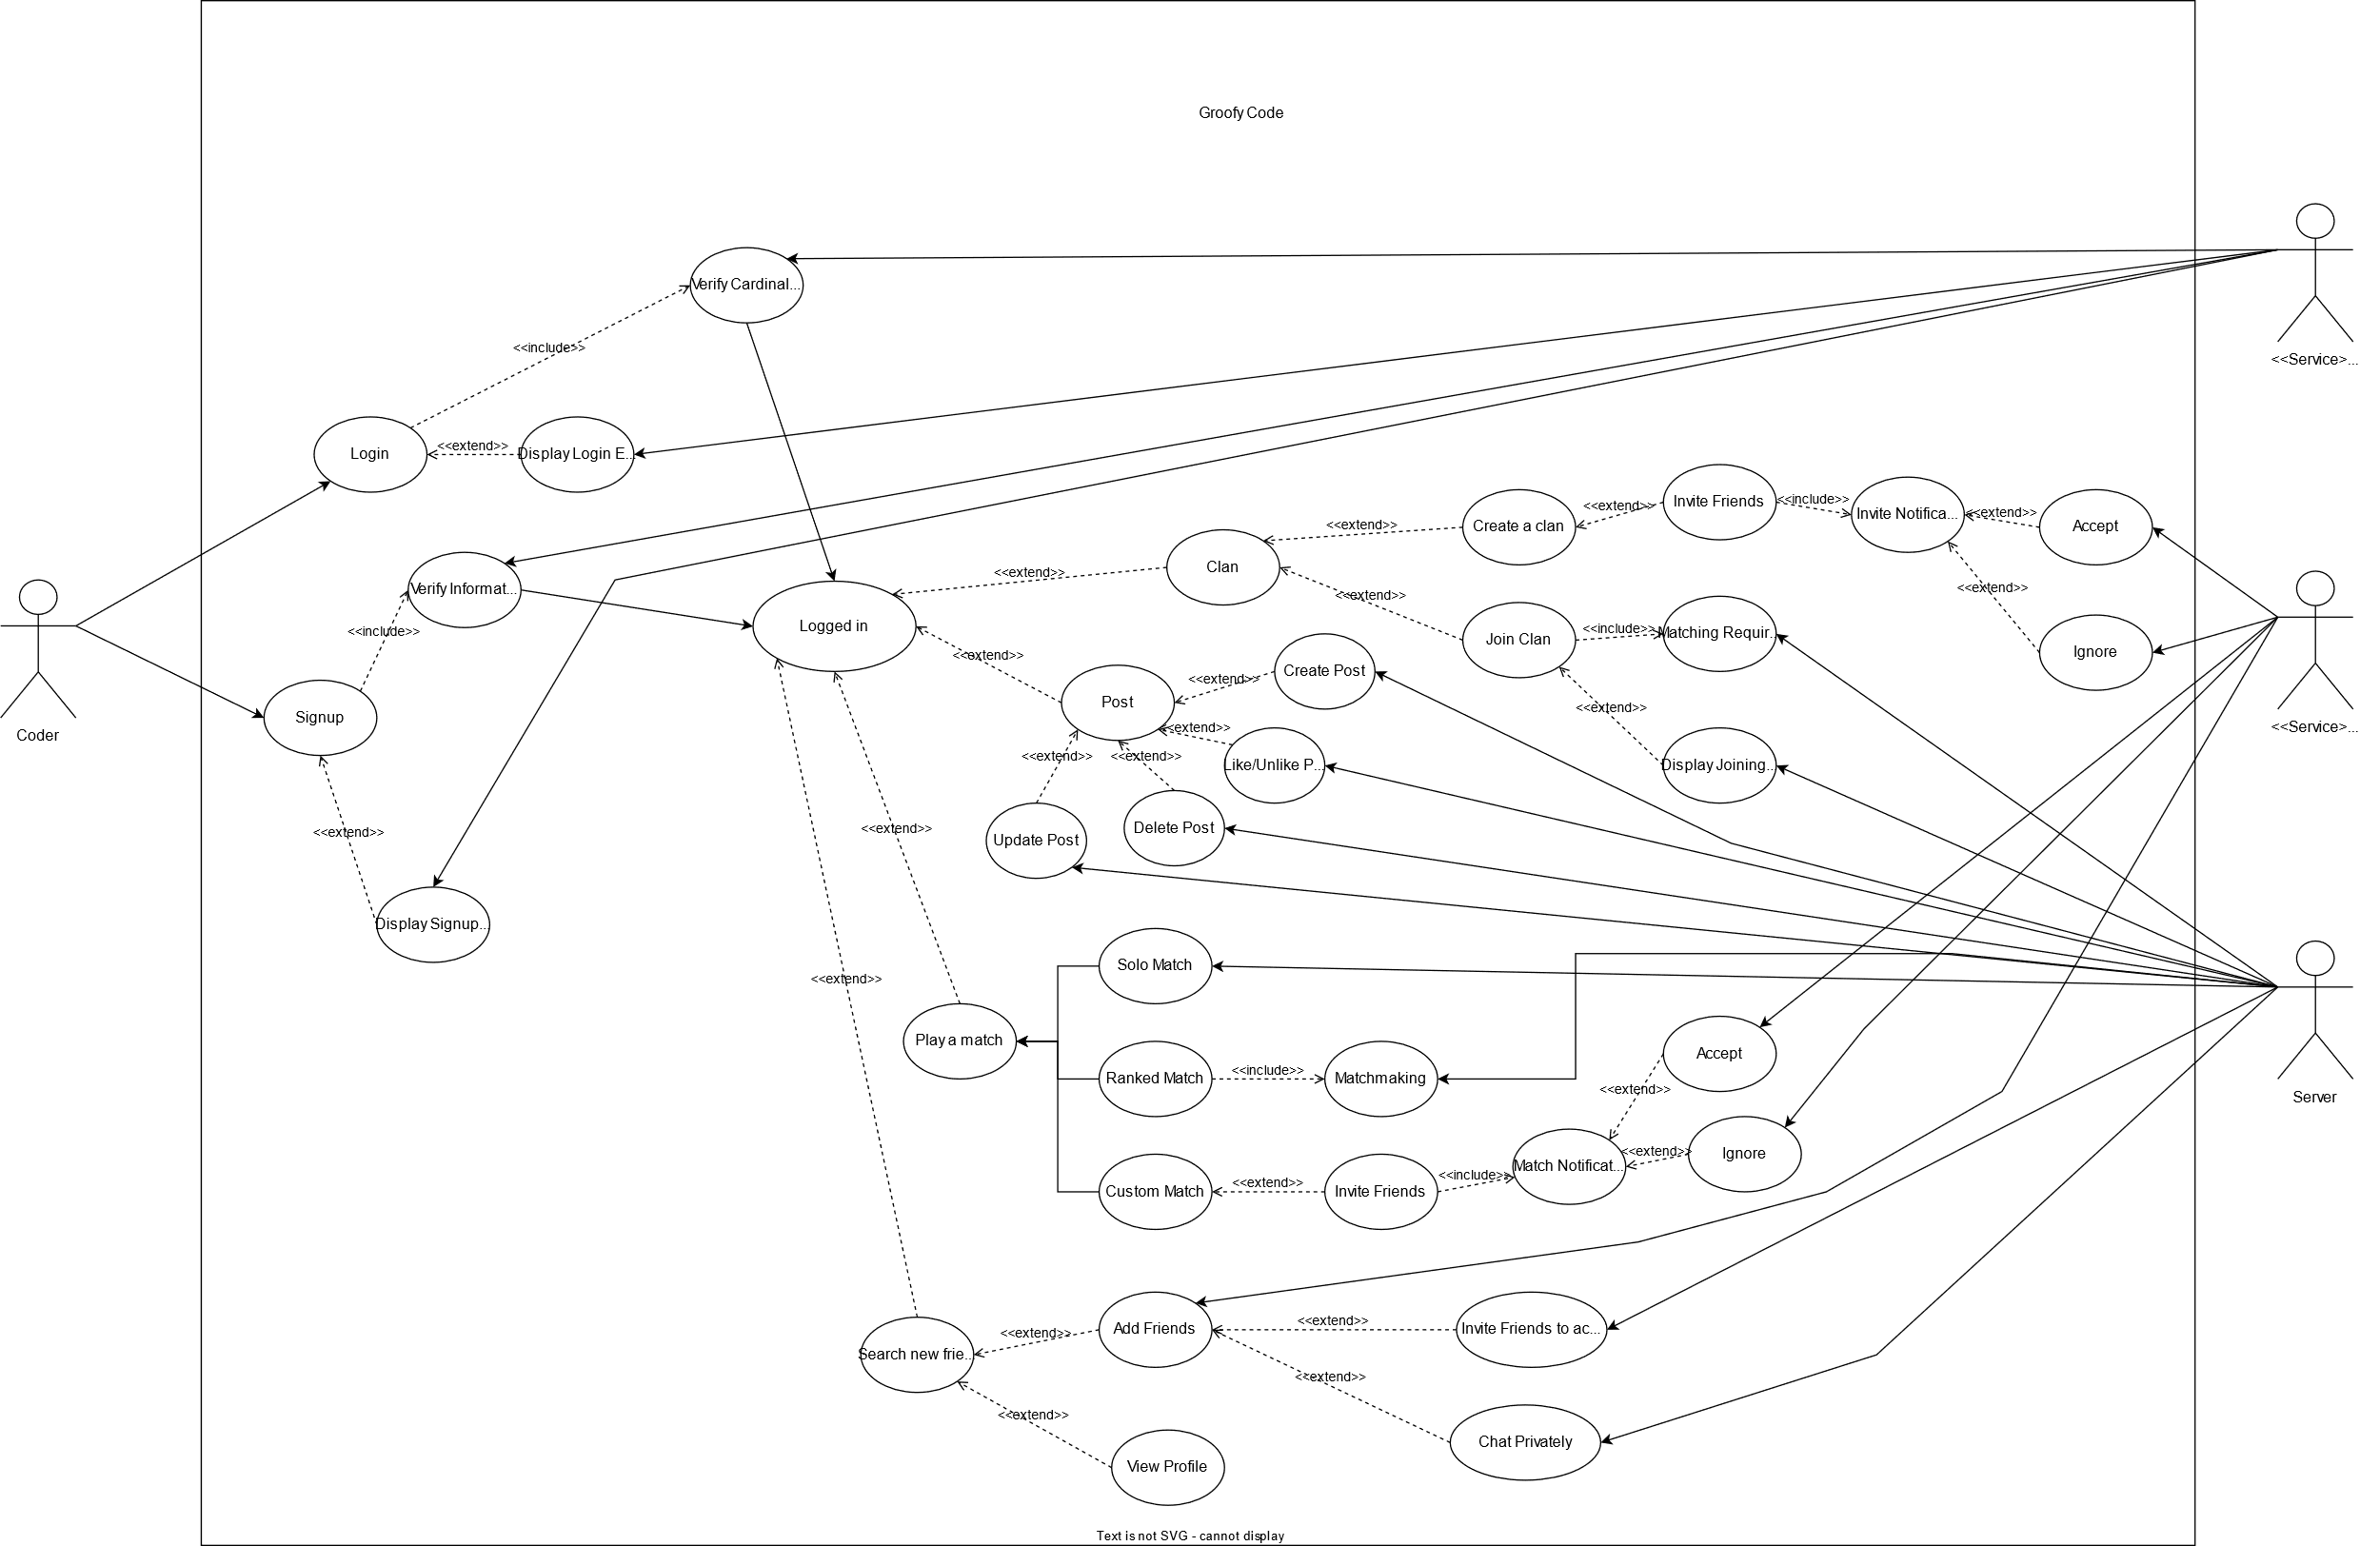 Groofy Code
Verify Cardinal...
<<include>>
<<Service>...
Login
<<extend>>
Display Login E...
Invite Friends
<<include>>
Invite Notifica...
<<extend>>
Accept
<<extend>>
Create a clan
<<extend>>
Clan
<<extend>>
<<extend>>
Verify Informat...
<<extend>>
<<extend>>
<<include>>
Logged in
Join Clan
<<include>>
Matching Requir...
Ignore
<<extend>>
Create Post
<<extend>>
Post
<<extend>>
<<extend>>
Signup
Coder
<<Service>...
<<extend>>
<<extend>>
Like/Unlike P...
Display Joining...
<<extend>>
Update Post
Delete Post
<<extend>>
Display Signup...
Solo Match
<<extend>>
Play a match
Accept
Ranked Match
<<include>>
Matchmaking
<<extend>>
Server
Ignore
<<extend>>
Match Notificat...
<<include>>
Custom Match
<<extend>>
Invite Friends
Add Friends
<<extend>>
Invite Friends to ac...
<<extend>>
Search new frie...
<<extend>>
<<extend>>
Chat Privately
View Profile
Text is not SVG - cannot display